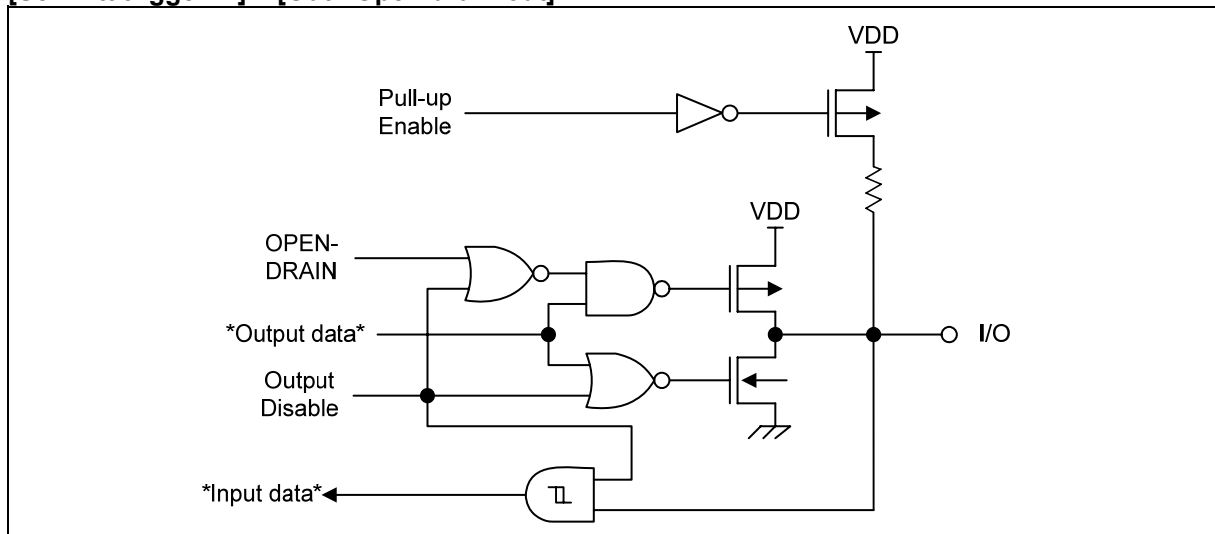 VDD
Pull-up
Enable
VDD
OPEN-
DRAIN
*Output data*
I/O
Output
Disable
*Input data*